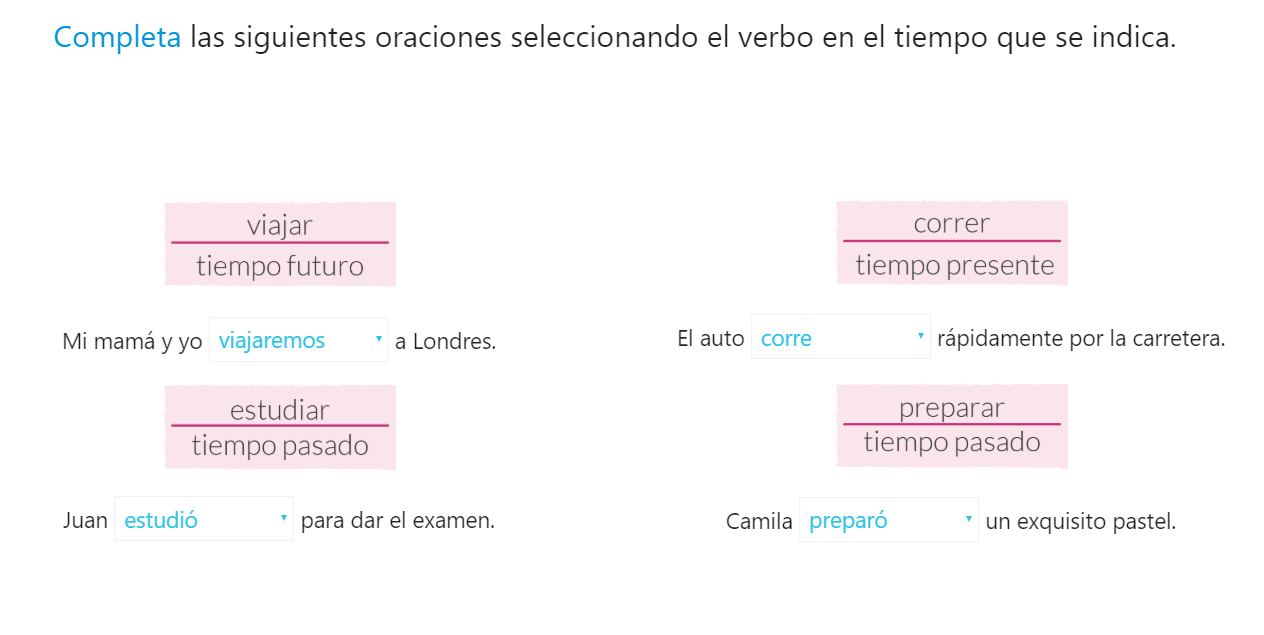 Completa las siguientes oraciones seleccionando el verbo en el tiempo que se indica.
viajar
tiempo futuro
Mi mamá y yo viajaremos a Londres.
correr
tiempo presente
El auto corre rápidamente por la carretera.
estudiar
tiempo pasado
Juan estudió para dar el examen.
preparar
tiempo pasado
Camila preparó un exquisito pastel.